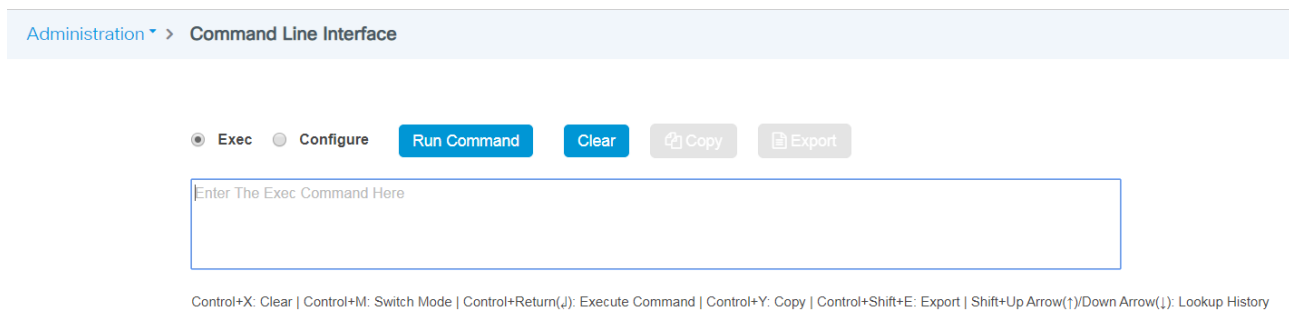 Administration > Command Line Interface
Exec Configure Run Command Clear Copy Export
Enter The Exec Command Here
Control+X: Clear | Control+M: Switch Mode | Control+Return(↲): Execute Command | Control+Y: Copy | Control+Shift+E: Export | Shift+Up Arrow(↑)/Down Arrow(↓): Lookup History